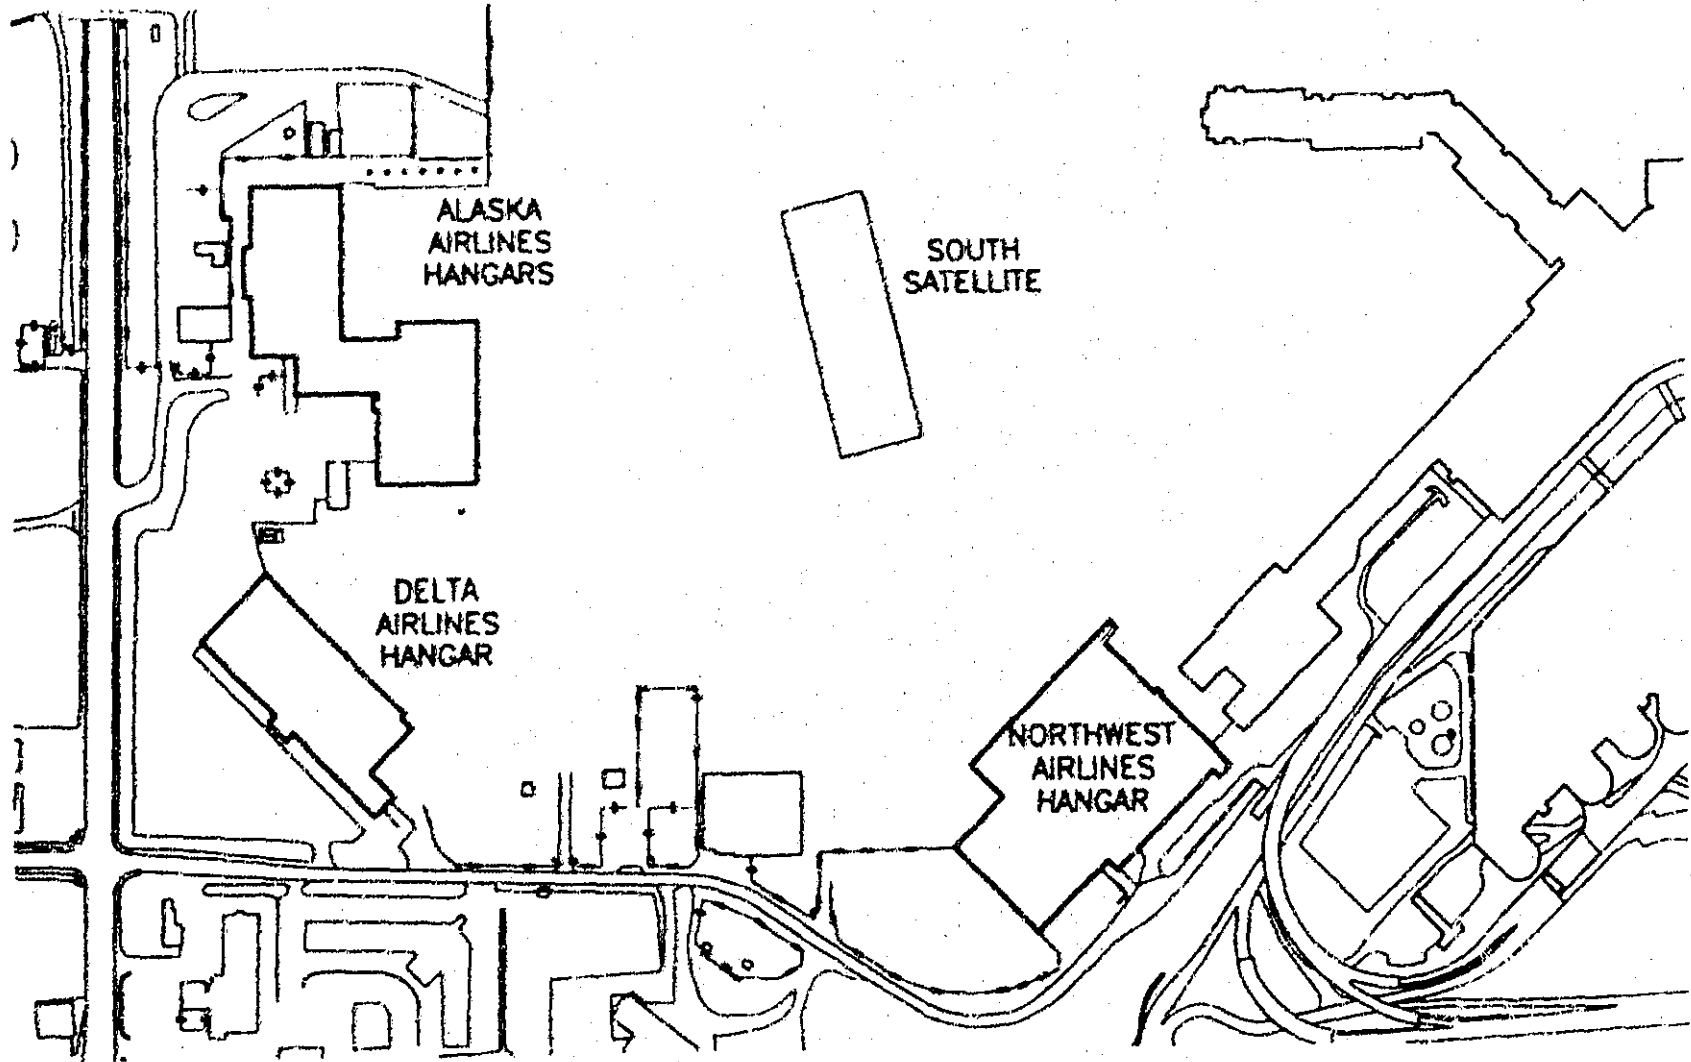 ALASKA
AIRLINES
HANGARS
SOUTH
SATELLITE
DELTA
AIRLINES
HANGAR
NORTHWEST
AIRLINES
HANGAR